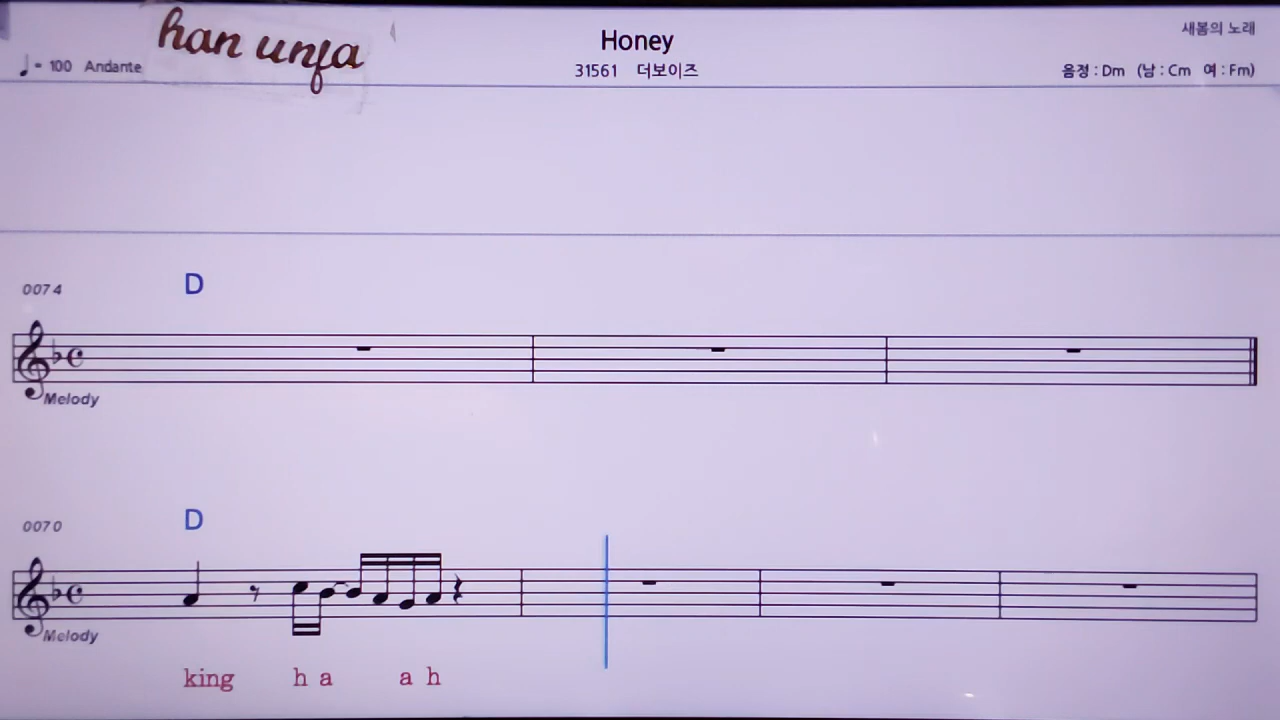 han unfa
Honey
새봄의 노래
♩= 100 Andante
31561 더보이즈
음정 : Dm (남 : Cm 여 : Fm)
0074
D
Melody
0070
D
Melody
king h a a h